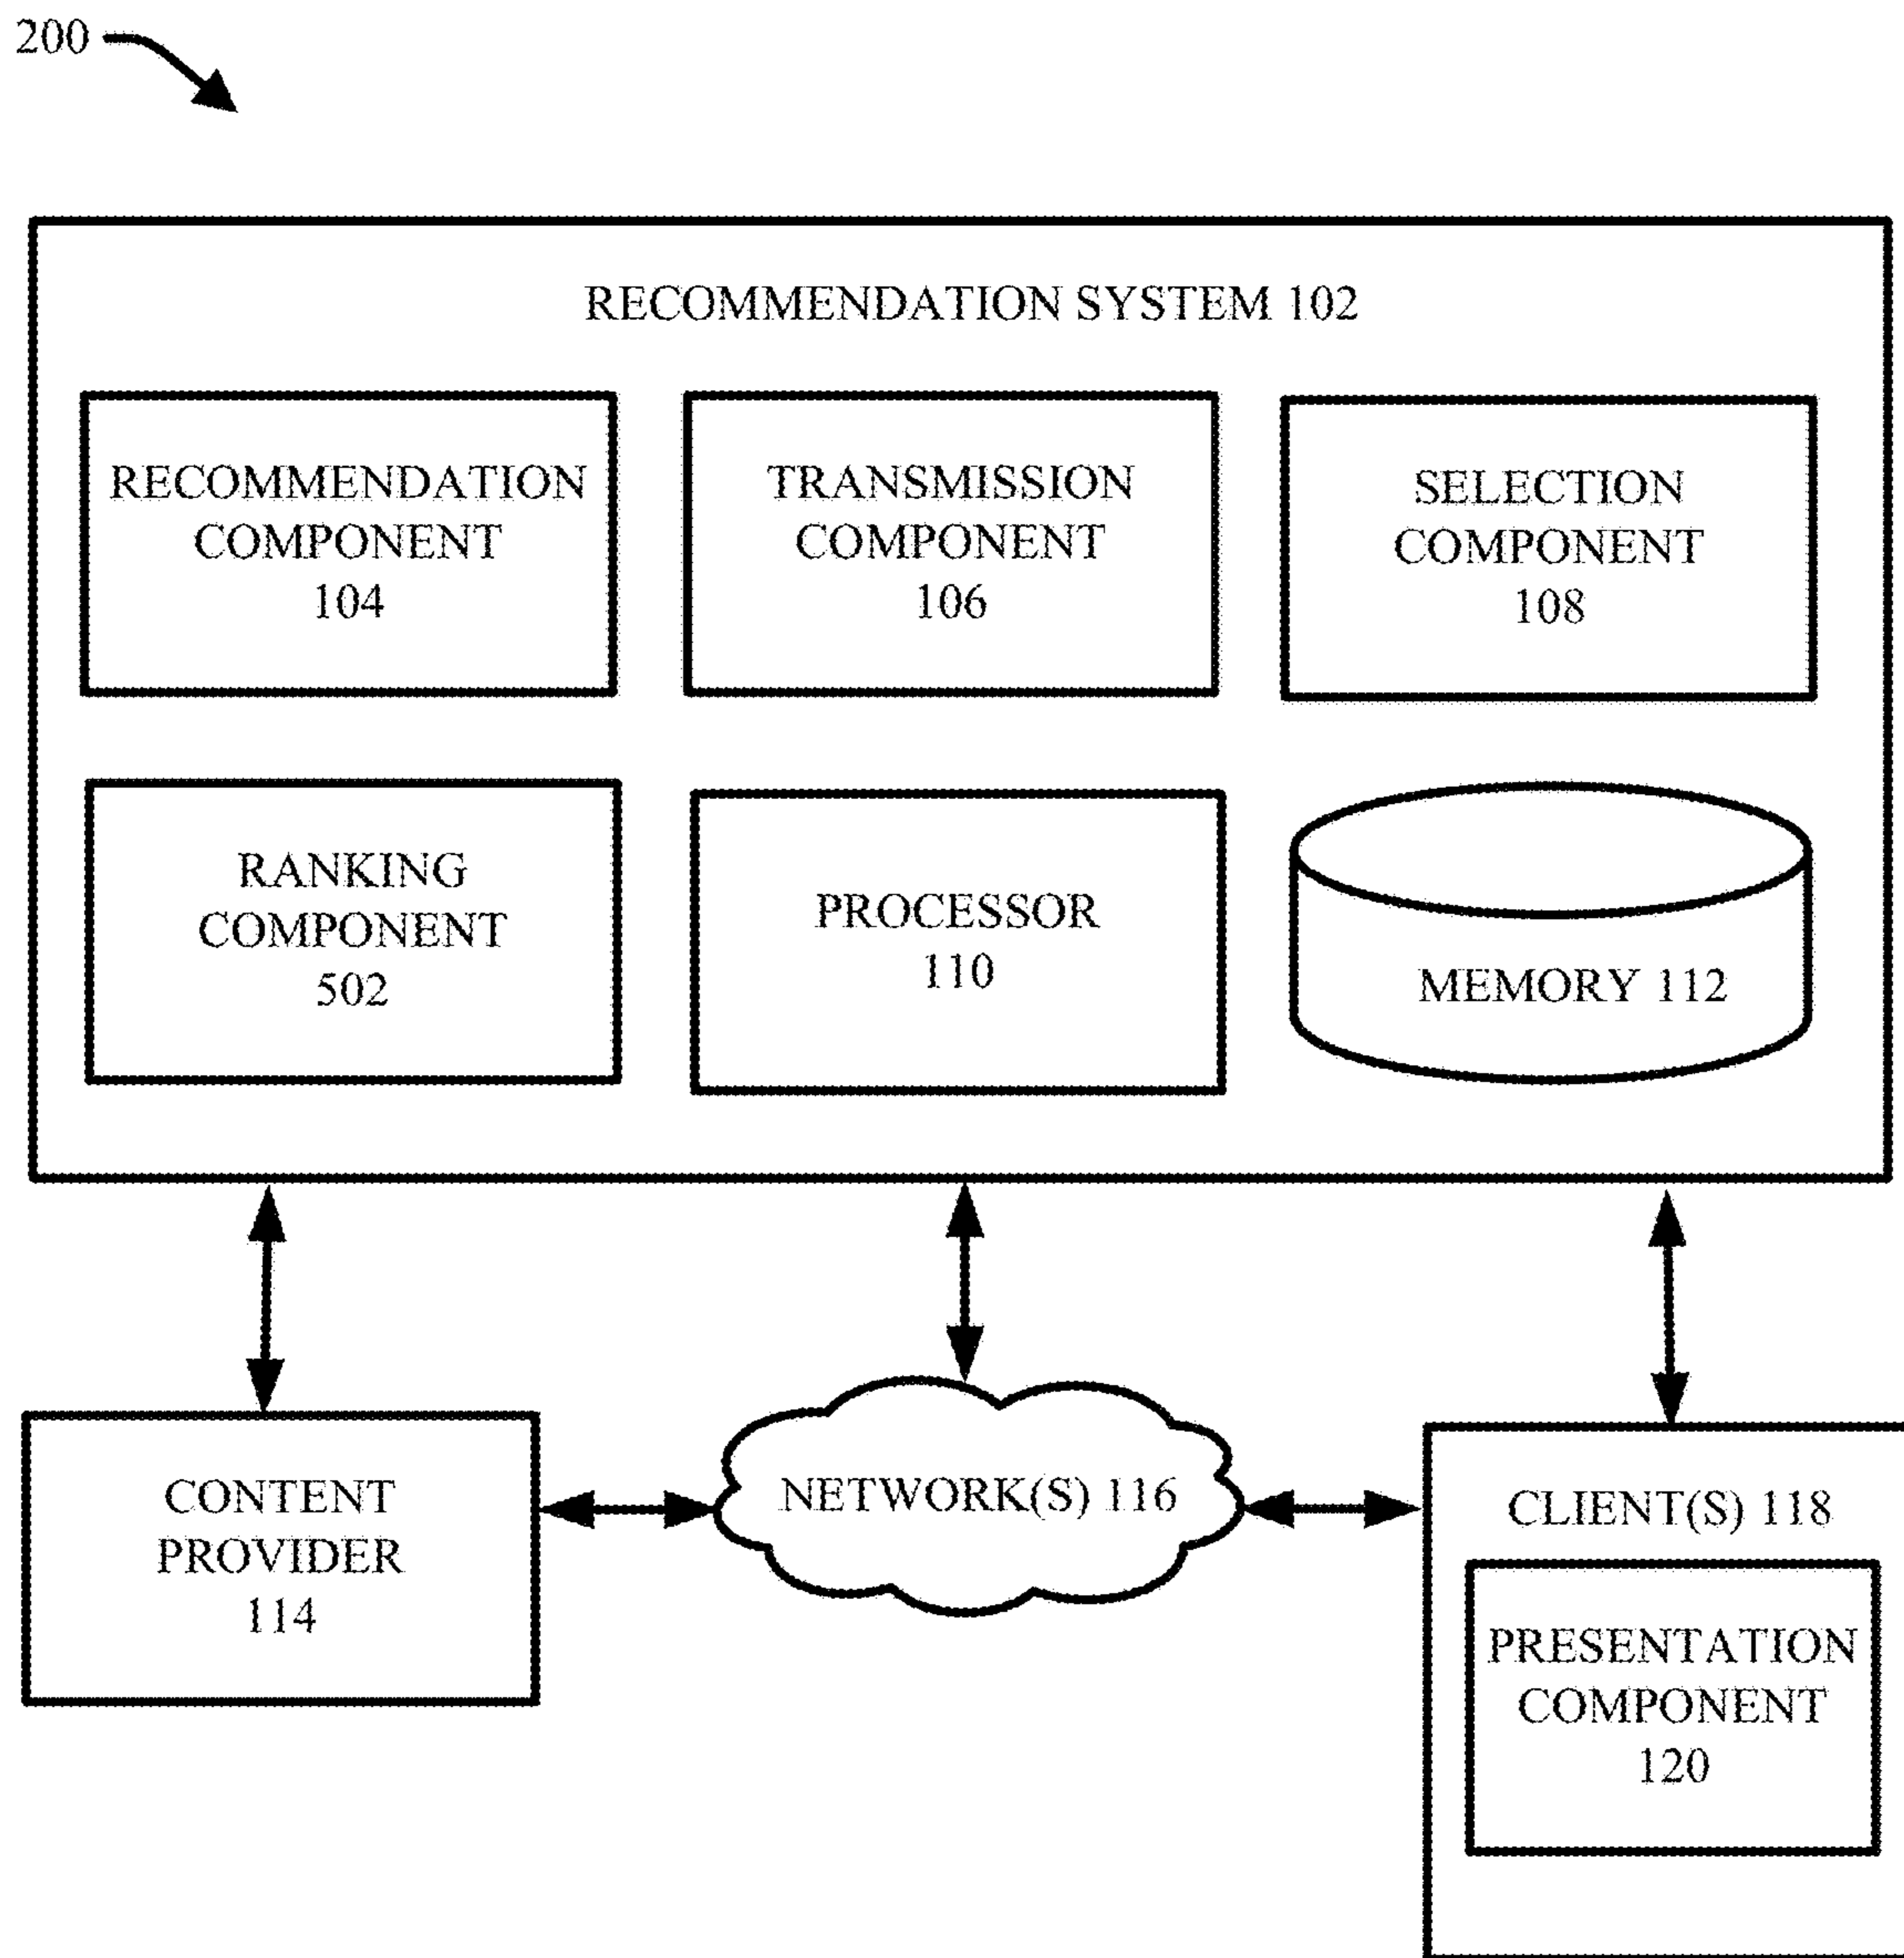 200
RECOMMENDATION SYSTEM 102
RECOMMENDATION
COMPONENT
104
TRANSMISSION
COMPONENT
106
SELECTION
COMPONENT
108
RANKING
COMPONENT
502
PROCESSOR
110
MEMORY 112
CONTENT
PROVIDER
114
NETWORK(S) 116
CLIENT(S) 118
PRESENTATION
COMPONENT
120